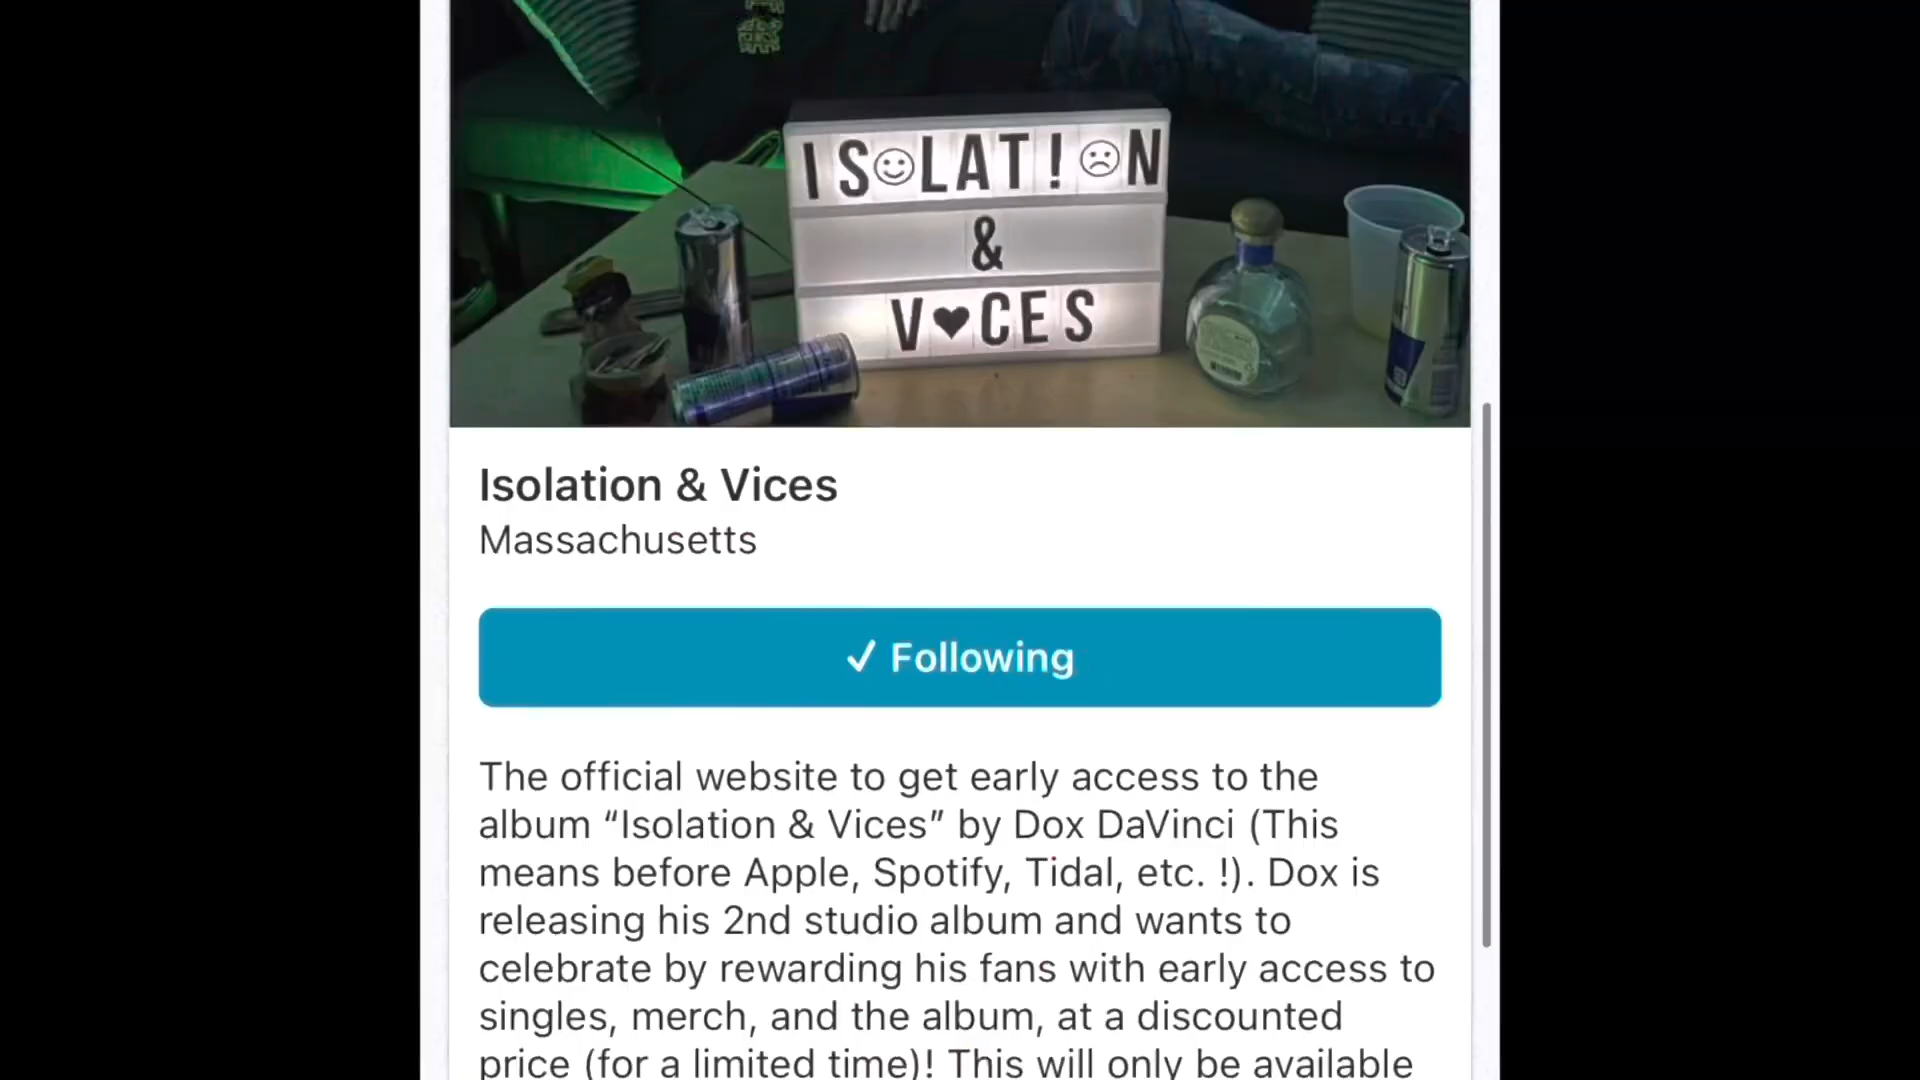 IS☺LAT!☹N
&
V♥CES
Isolation & Vices
Massachusetts
✓ Following
The official website to get early access to the
album “Isolation & Vices” by Dox DaVinci (This
means before Apple, Spotify, Tidal, etc. !). Dox is
releasing his 2nd studio album and wants to
celebrate by rewarding his fans with early access to
singles, merch, and the album, at a discounted
price (for a limited time)! This will only be available